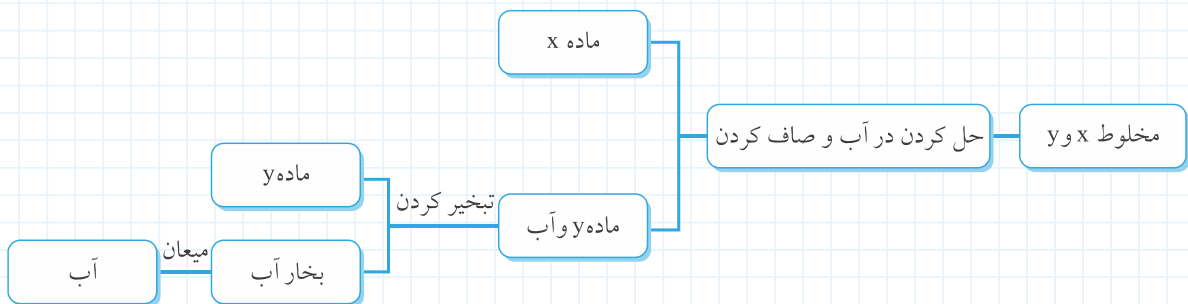 مخلوط x و y
حل کردن در آب و صاف کردن
ماده x
ماده y و آب
تبخیر کردن
ماده y
بخار آب
میعان
آب